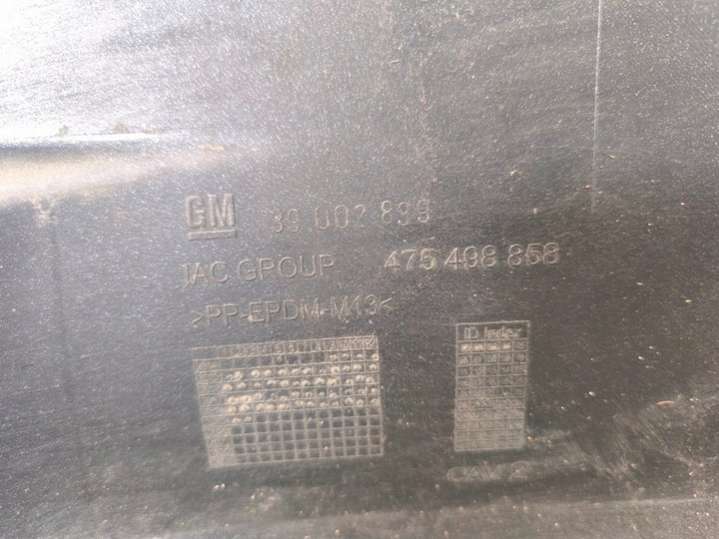 GM 39 002 899
IAC GROUP 475 498 858
>PP-EPDM-M13<
ID Index